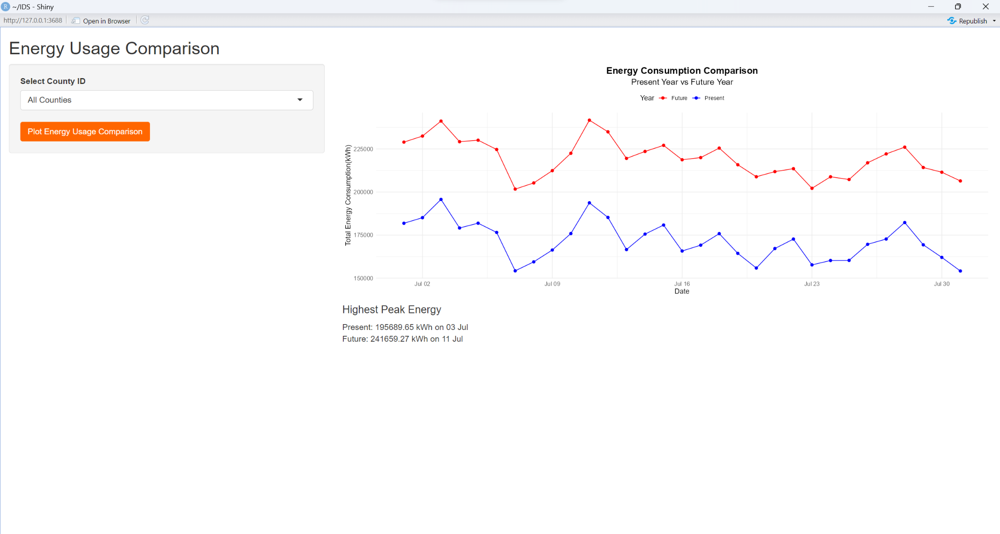 ~/IDS - Shiny
http://127.0.0.1:3688 Open in Browser Republish
Energy Usage Comparison
Select County ID
All Counties
Plot Energy Usage Comparison
Energy Consumption Comparison
Present Year vs Future Year
Year Future Present
Total Energy Consumption(kWh)
225000
200000
175000
150000
Jul 02 Jul 09 Jul 16 Jul 23 Jul 30
Date
Highest Peak Energy
Present: 195689.65 kWh on 03 Jul
Future: 241659.27 kWh on 11 Jul